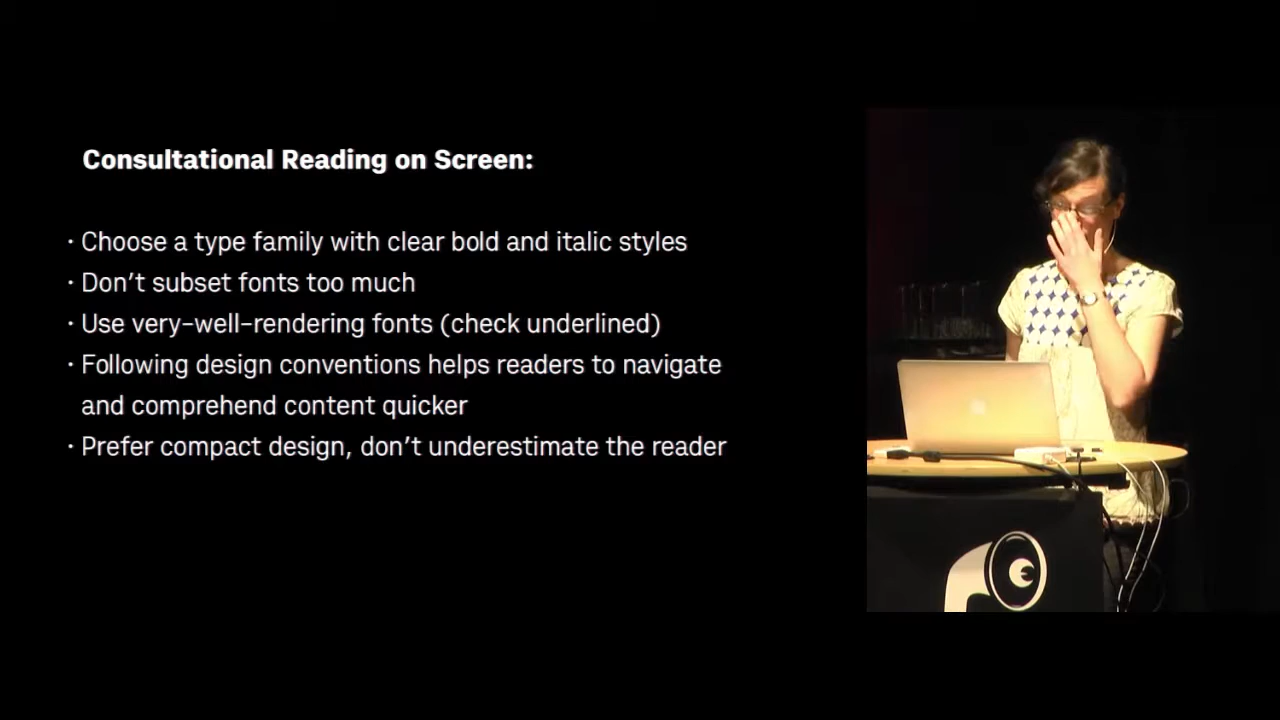 Consultational Reading on Screen:
· Choose a type family with clear bold and italic styles
· Don’t subset fonts too much
· Use very-well-rendering fonts (check underlined)
· Following design conventions helps readers to navigate
and comprehend content quicker
· Prefer compact design, don’t underestimate the reader